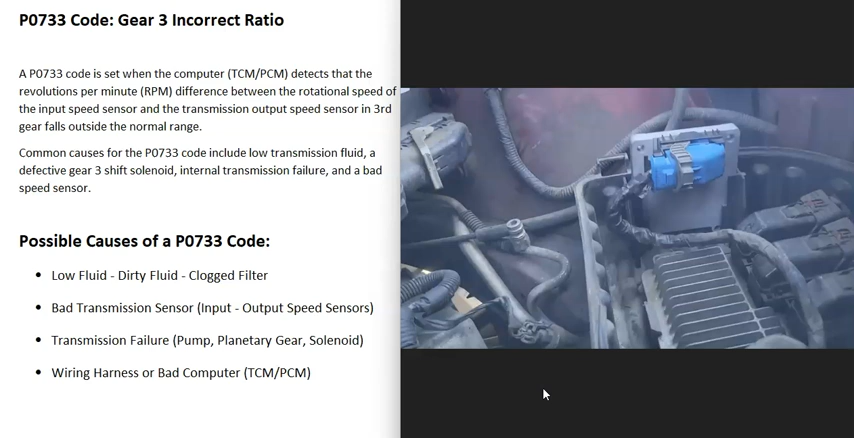 P0733 Code: Gear 3 Incorrect Ratio
A P0733 code is set when the computer (TCM/PCM) detects that the
revolutions per minute (RPM) difference between the rotational speed of
the input speed sensor and the transmission output speed sensor in 3rd
gear falls outside the normal range.
Common causes for the P0733 code include low transmission fluid, a
defective gear 3 shift solenoid, internal transmission failure, and a bad
speed sensor.
Possible Causes of a P0733 Code:
• Low Fluid - Dirty Fluid - Clogged Filter
• Bad Transmission Sensor (Input - Output Speed Sensors)
• Transmission Failure (Pump, Planetary Gear, Solenoid)
• Wiring Harness or Bad Computer (TCM/PCM)